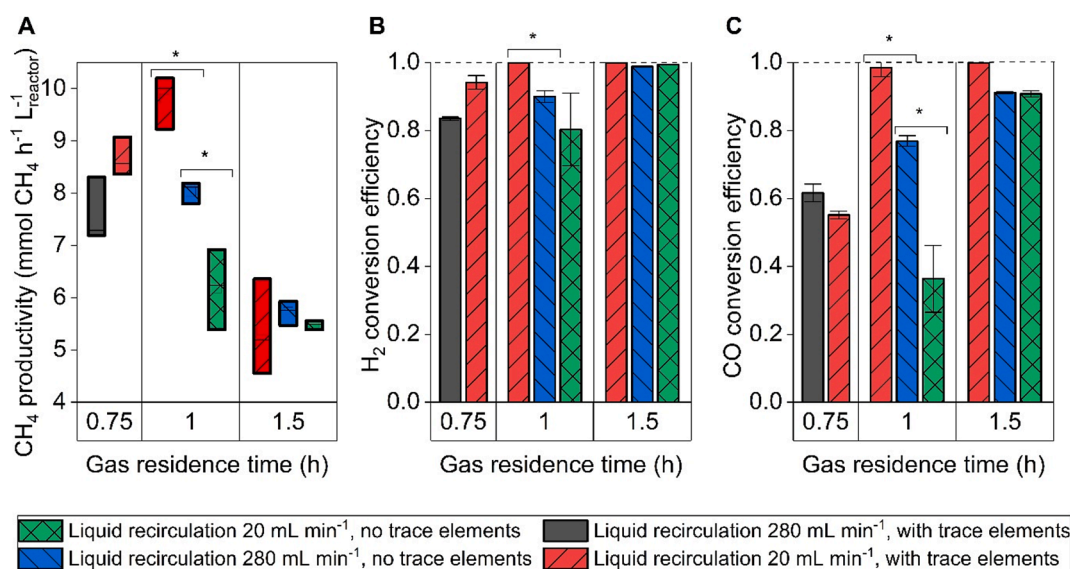 A
CH₄ productivity (mmol CH₄ h⁻¹ L⁻¹reactor)
10
9
8
7
6
5
4
*
*
0.75 1 1.5
Gas residence time (h)
B
H₂ conversion efficiency
1.0
0.8
0.6
0.4
0.2
0.0
*
0.75 1 1.5
Gas residence time (h)
C
CO conversion efficiency
1.0
0.8
0.6
0.4
0.2
0.0
*
*
0.75 1 1.5
Gas residence time (h)
Liquid recirculation 20 mL min⁻¹, no trace elements
Liquid recirculation 280 mL min⁻¹, with trace elements
Liquid recirculation 280 mL min⁻¹, no trace elements
Liquid recirculation 20 mL min⁻¹, with trace elements